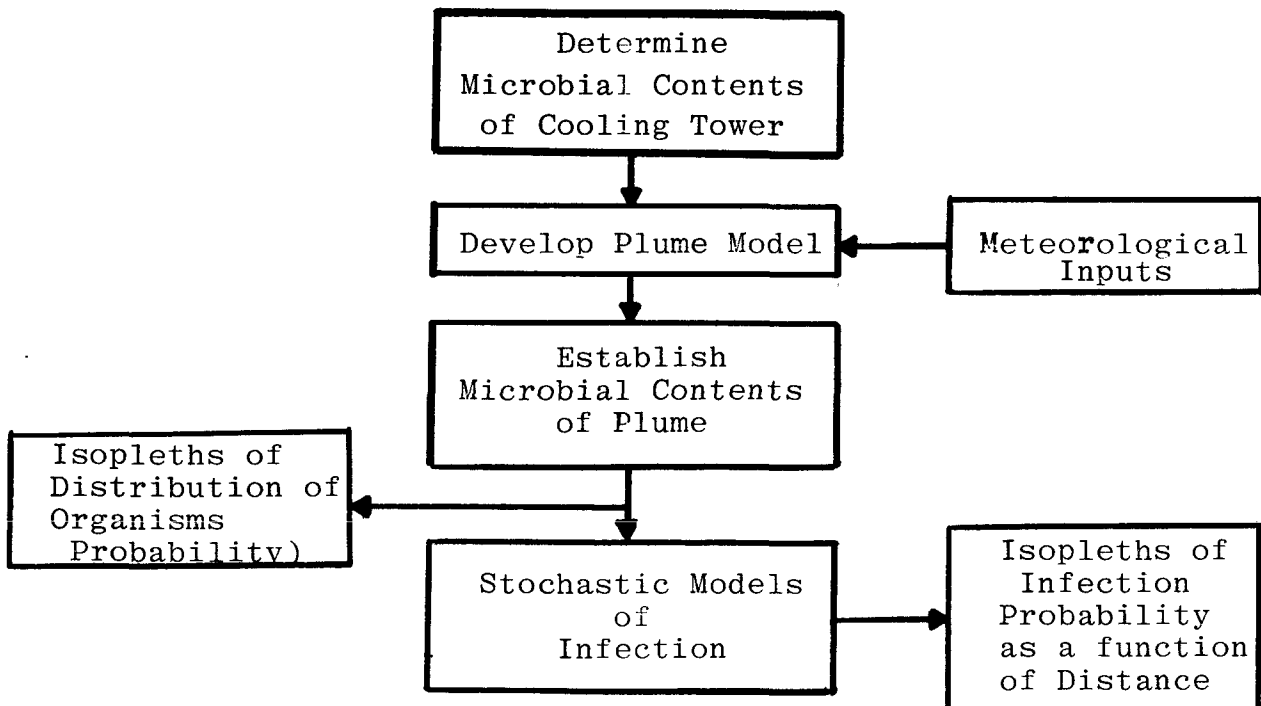 Determine
Microbial Contents
of Cooling Tower
Develop Plume Model
Meteorological
Inputs
Establish
Microbial Contents
of Plume
Isopleths of
Distribution of
Organisms
Probability)
Stochastic Models
of
Infection
Isopleths of
Infection
Probability
as a function
of Distance